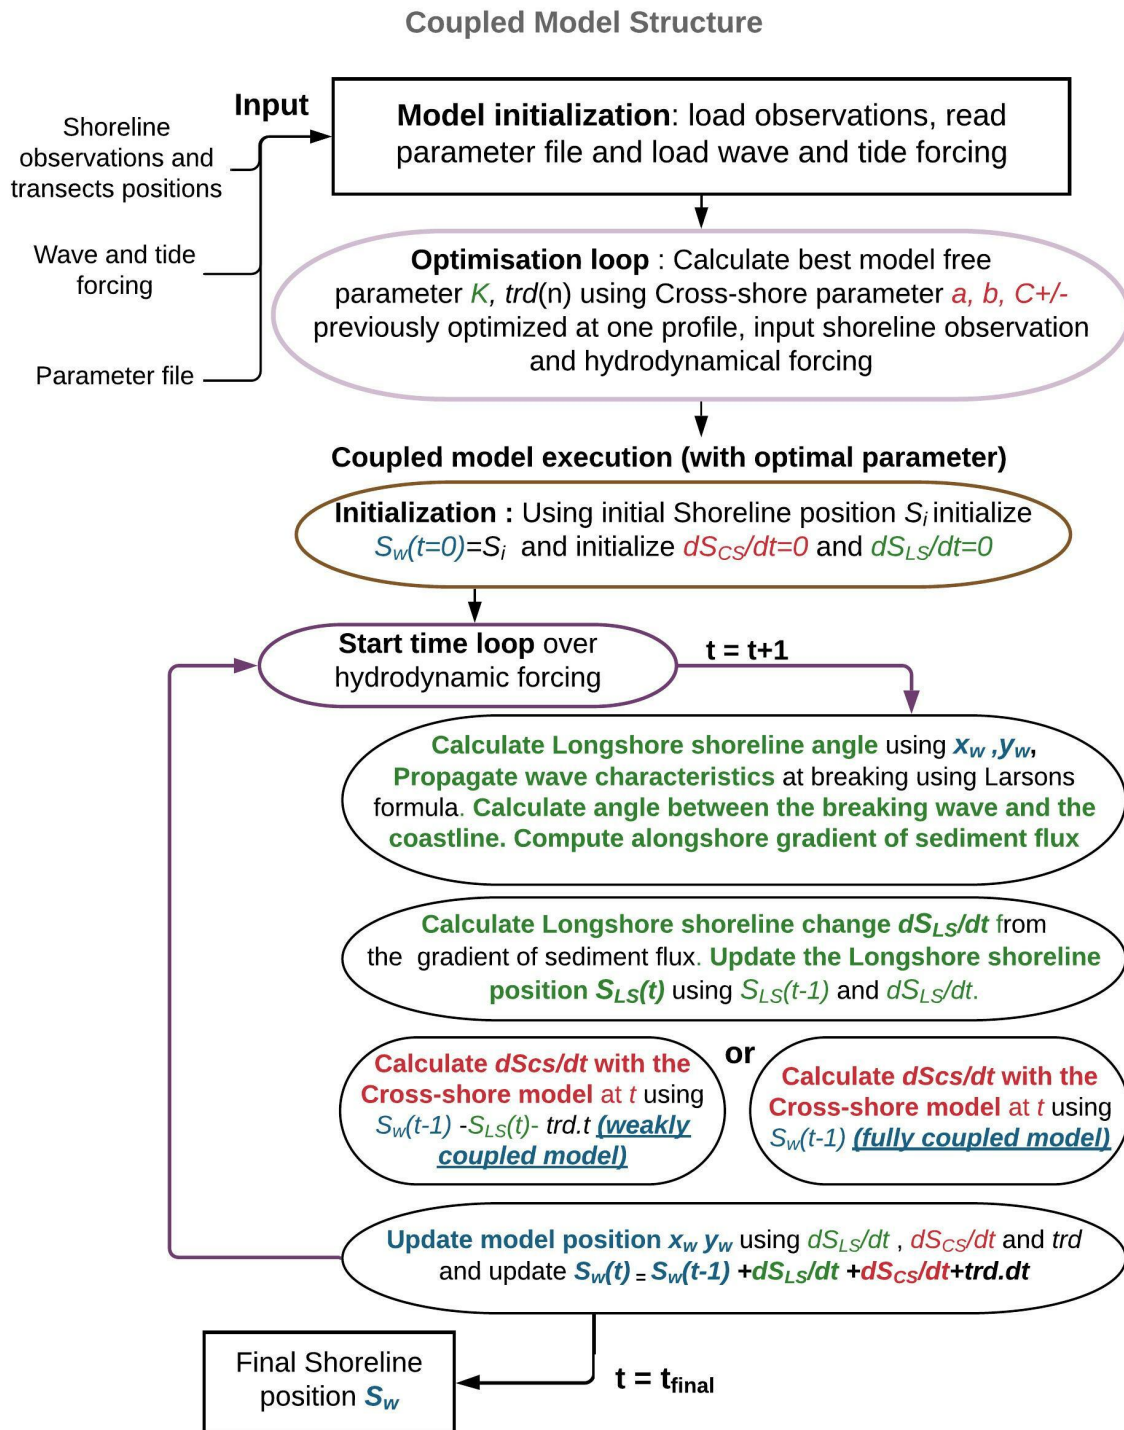 Coupled Model Structure
Input
Shoreline
observations and
transects positions
Wave and tide
forcing
Parameter file
Model initialization: load observations, read
parameter file and load wave and tide forcing
Optimisation loop : Calculate best model free
parameter K, trd(n) using Cross-shore parameter a, b, C+/-
previously optimized at one profile, input shoreline observation
and hydrodynamical forcing
Coupled model execution (with optimal parameter)
Initialization : Using initial Shoreline position Si initialize
Sw(t=0)=Si and initialize dSCS/dt=0 and dSLS/dt=0
Start time loop over
hydrodynamic forcing
t = t+1
Calculate Longshore shoreline angle using xw ,yw,
Propagate wave characteristics at breaking using Larsons
formula. Calculate angle between the breaking wave and the
coastline. Compute alongshore gradient of sediment flux
Calculate Longshore shoreline change dSLS/dt from
the gradient of sediment flux. Update the Longshore shoreline
position SLS(t) using SLS(t-1) and dSLS/dt.
Calculate dScs/dt with the
Cross-shore model at t using
Sw(t-1) -SLS(t)- trd.t (weakly
coupled model)
or
Calculate dScs/dt with the
Cross-shore model at t using
Sw(t-1) (fully coupled model)
Update model position xw yw using dSLS/dt , dSCS/dt and trd
and update Sw(t) = Sw(t-1) +dSLS/dt +dSCS/dt+trd.dt
Final Shoreline
position Sw
t = tfinal